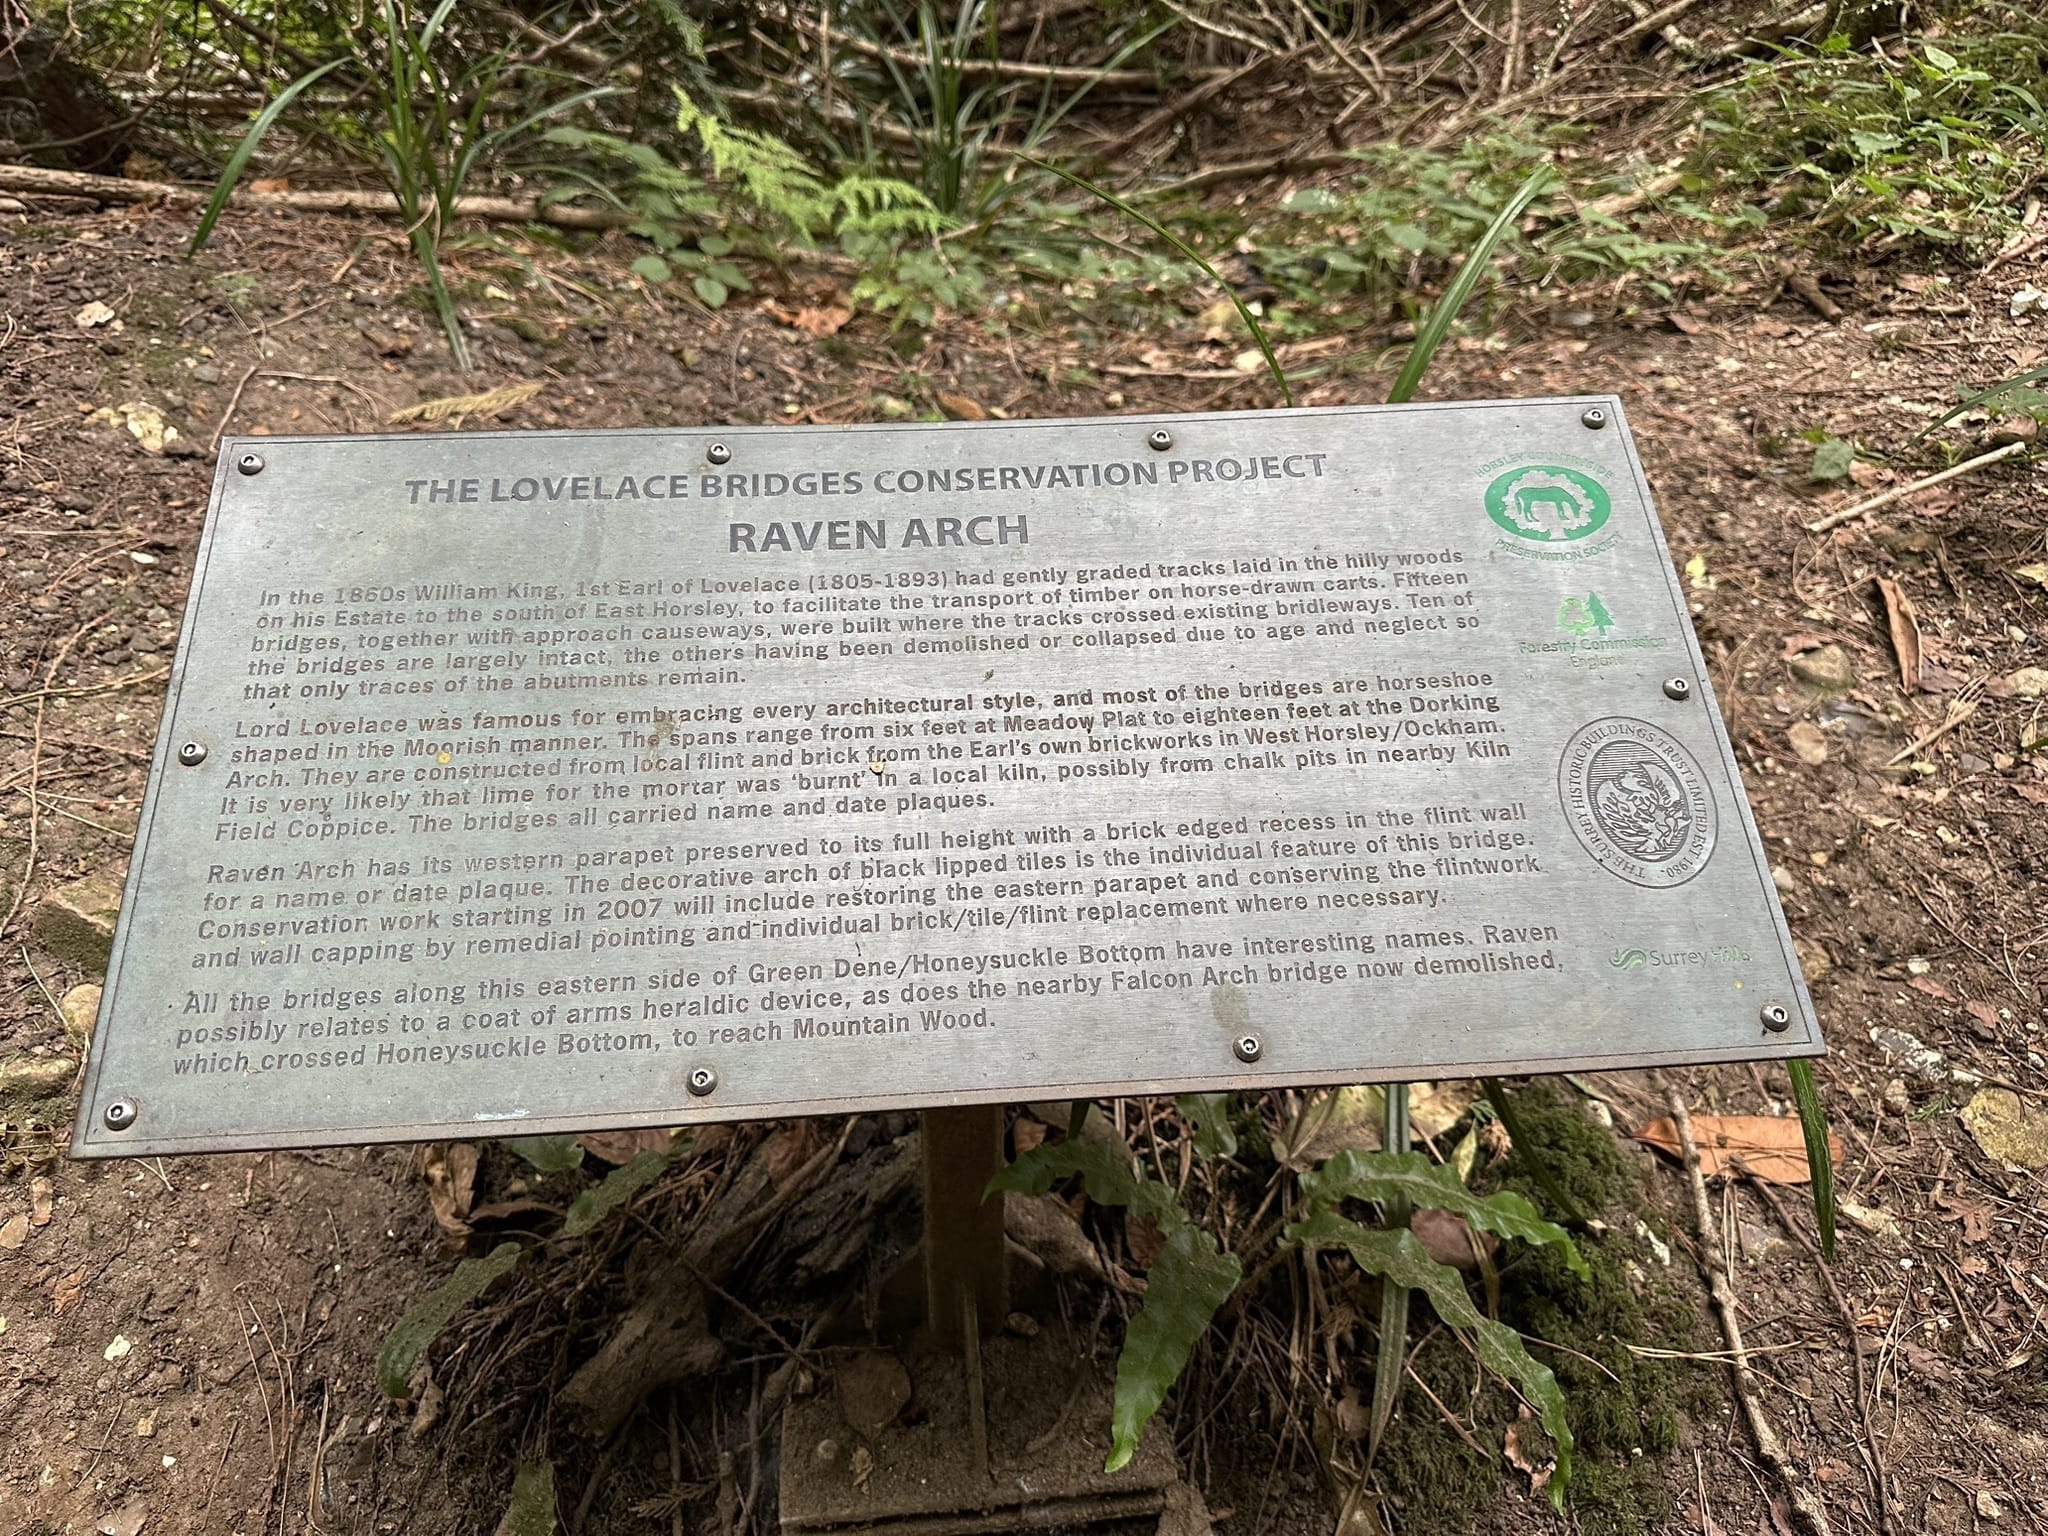 THE LOVELACE BRIDGES CONSERVATION PROJECT
RAVEN ARCH
In the 1860s William King, 1st Earl of Lovelace (1805-1893) had gently graded tracks laid in the hilly woods
on his Estate to the south of East Horsley, to facilitate the transport of timber on horse-drawn carts. Fifteen
bridges, together with approach causeways, were built where the tracks crossed existing bridleways. Ten of
the bridges are largely intact, the others having been demolished or collapsed due to age and neglect so
that only traces of the abutments remain.
Lord Lovelace was famous for embracing every architectural style, and most of the bridges are horseshoe
shaped in the Moorish manner. The spans range from six feet at Meadow Plat to eighteen feet at the Dorking
Arch. They are constructed from local flint and brick from the Earl's own brickworks in West Horsley/Ockham.
It is very likely that lime for the mortar was 'burnt' in a local kiln, possibly from chalk pits in nearby Kiln
Field Coppice. The bridges all carried name and date plaques.
Raven Arch has its western parapet preserved to its full height with a brick edged recess in the flint wall
for a name or date plaque. The decorative arch of black lipped tiles is the individual feature of this bridge.
Conservation work starting in 2007 will include restoring the eastern parapet and conserving the flintwork
and wall capping by remedial pointing and individual brick/tile/flint replacement where necessary.
All the bridges along this eastern side of Green Dene/Honeysuckle Bottom have interesting names. Raven
possibly relates to a coat of arms heraldic device, as does the nearby Falcon Arch bridge now demolished,
which crossed Honeysuckle Bottom, to reach Mountain Wood.
HORSLEY COUNTRYSIDE
PRESERVATION SOCIETY
Forestry Commission
England
THE SURREY HISTORIC BUILDINGS TRUST LIMITED EST 1980.
Surrey Hills